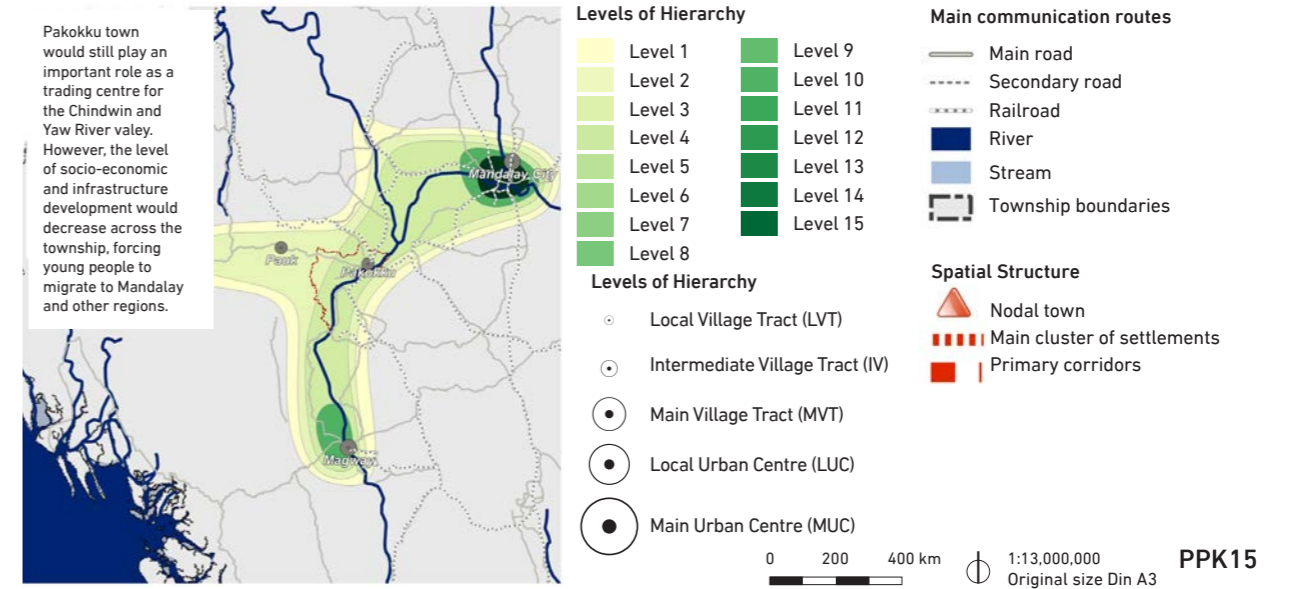 Pakokku town
would still play an
important role as a
trading centre for
the Chindwin and
Yaw River valey.
However, the level
of socio-economic
and infrastructure
development would
decrease across the
township, forcing
young people to
migrate to Mandalay
and other regions.
Mandalay City
Pauk
Pakokku
Magway
Levels of Hierarchy
Level 1
Level 2
Level 3
Level 4
Level 5
Level 6
Level 7
Level 8
Level 9
Level 10
Level 11
Level 12
Level 13
Level 14
Level 15
Levels of Hierarchy
Local Village Tract (LVT)
Intermediate Village Tract (IV)
Main Village Tract (MVT)
Local Urban Centre (LUC)
Main Urban Centre (MUC)
Main communication routes
Main road
Secondary road
Railroad
River
Stream
Township boundaries
Spatial Structure
Nodal town
Main cluster of settlements
Primary corridors
0 200 400 km
1:13,000,000
Original size Din A3
PPK15